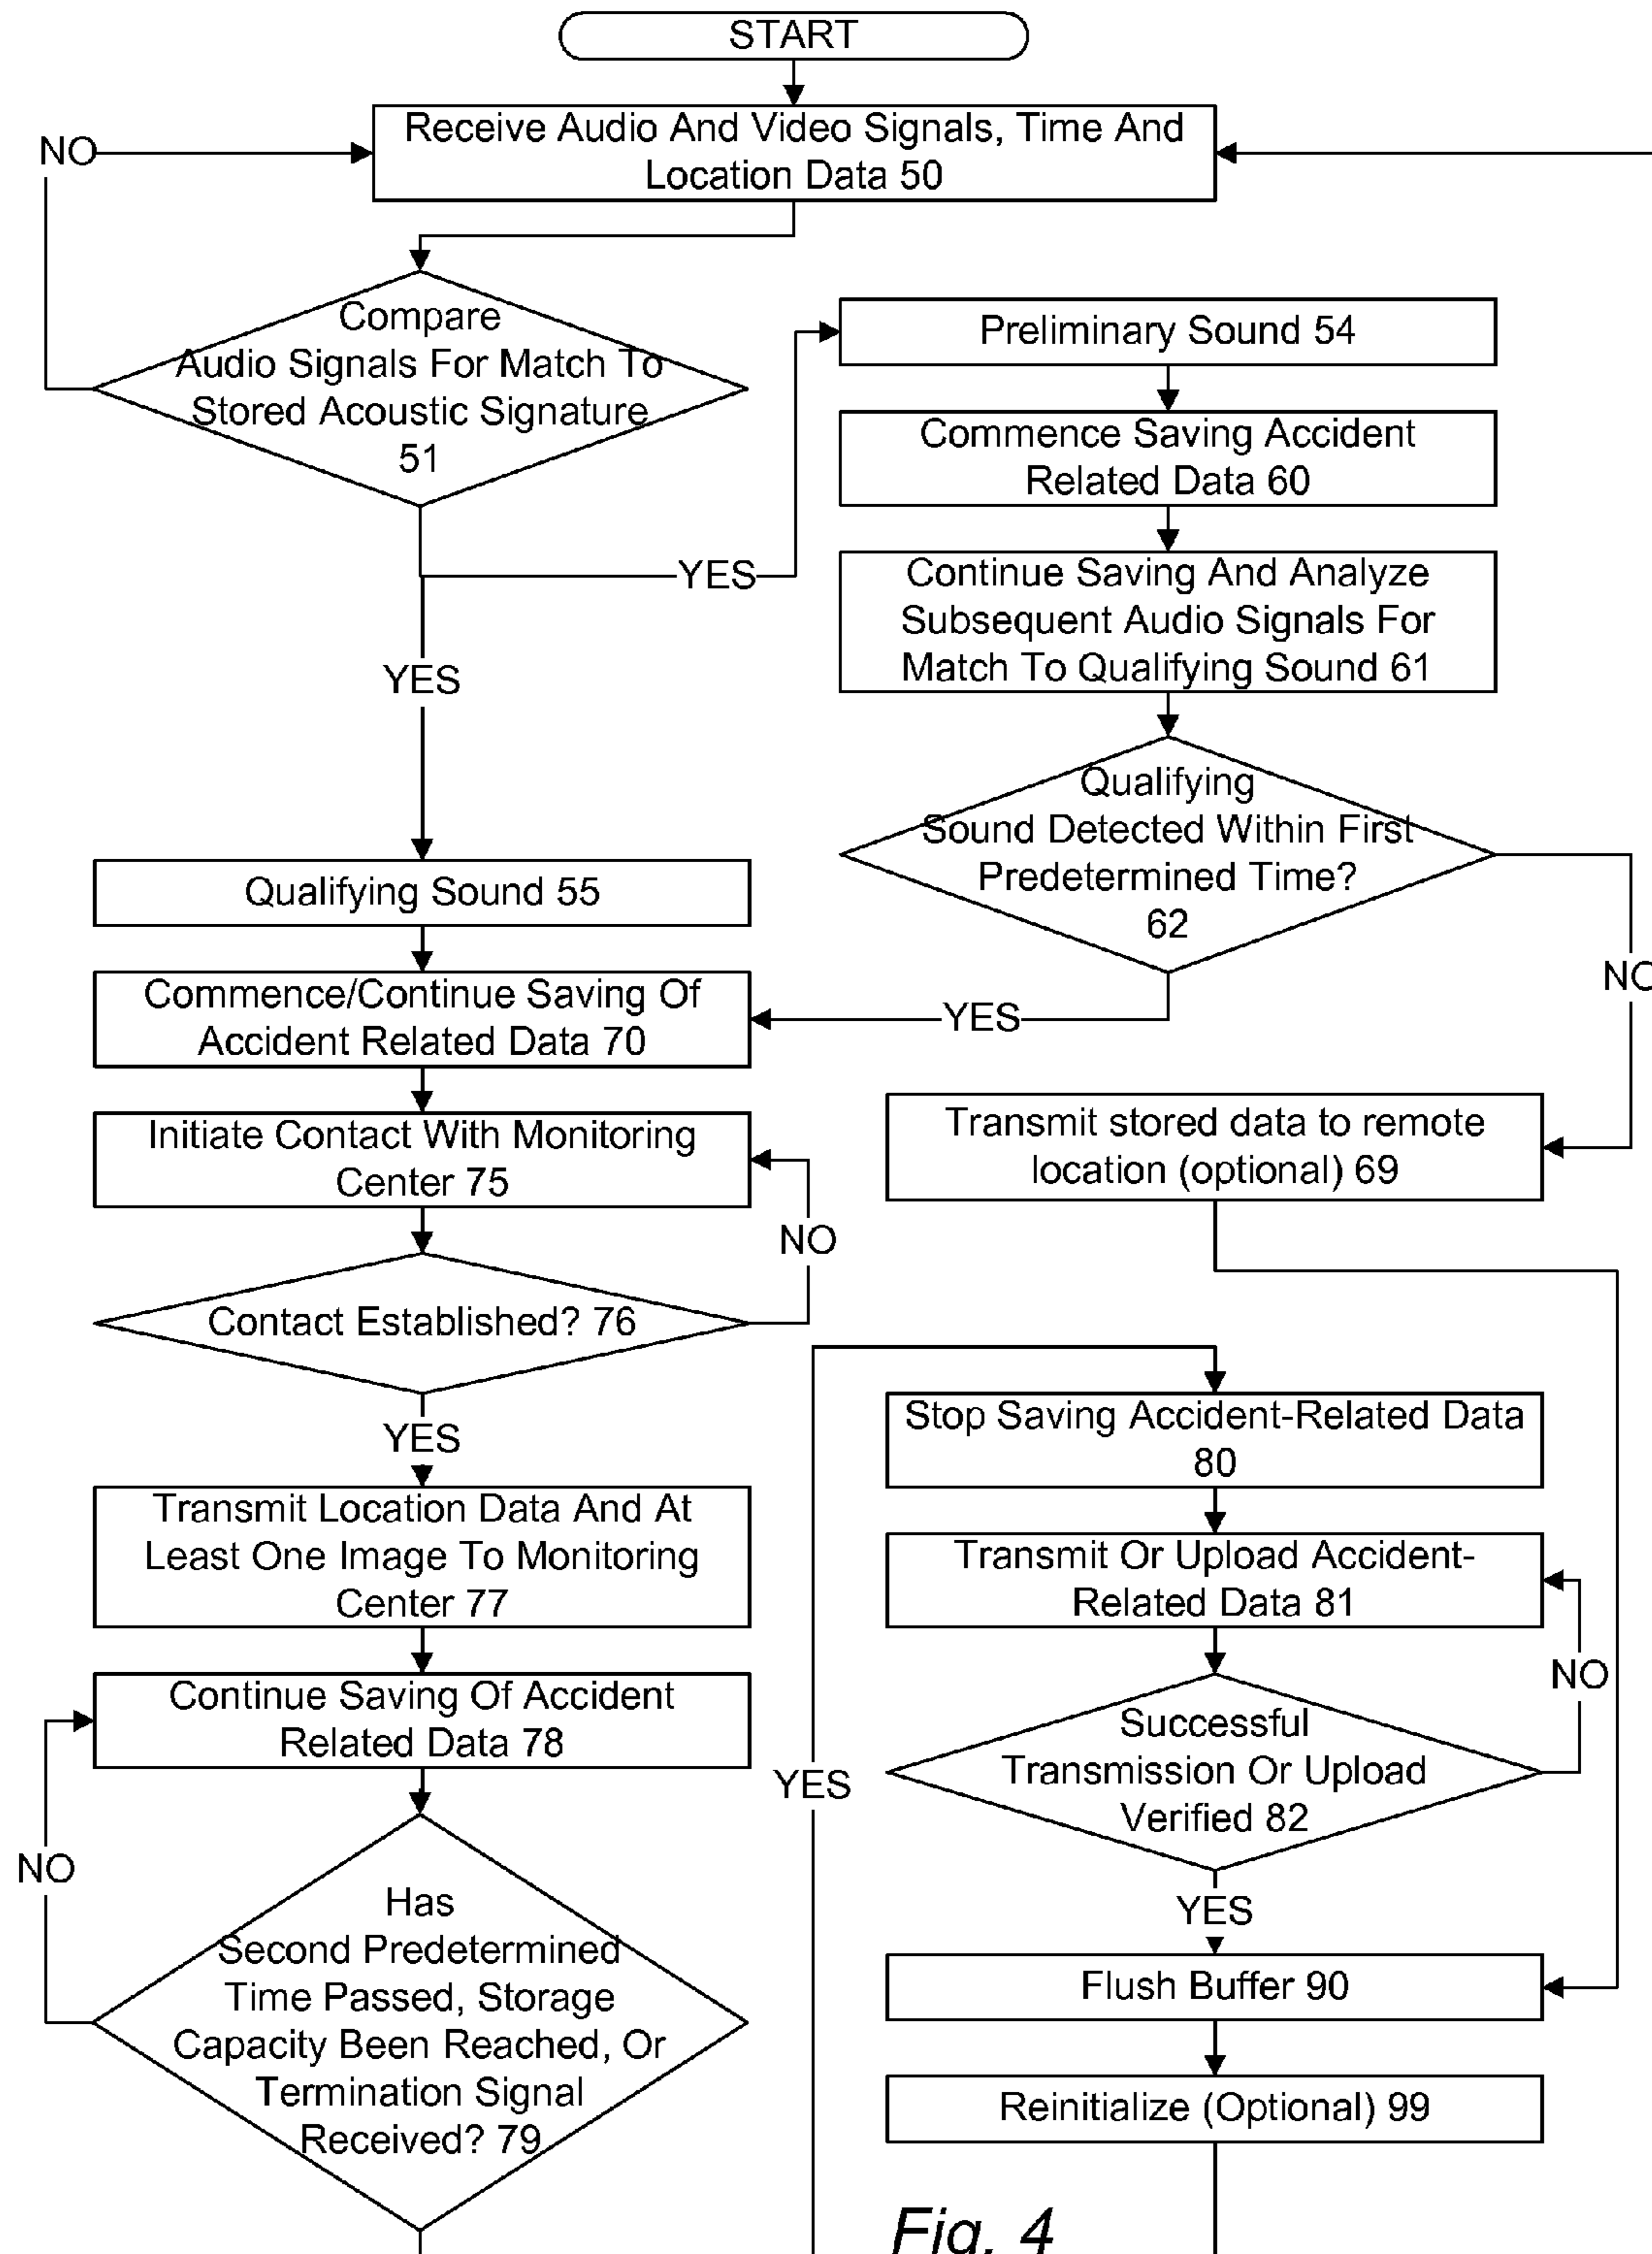 START
Receive Audio And Video Signals, Time And
Location Data 50
NO
Compare
Audio Signals For Match To
Stored Acoustic Signature
51
YES
YES
Preliminary Sound 54
Commence Saving Accident
Related Data 60
Continue Saving And Analyze
Subsequent Audio Signals For
Match To Qualifying Sound 61
Qualifying
Sound Detected Within First
Predetermined Time?
62
NO
YES
Qualifying Sound 55
Commence/Continue Saving Of
Accident Related Data 70
Initiate Contact With Monitoring
Center 75
NO
Contact Established? 76
YES
Transmit Location Data And At
Least One Image To Monitoring
Center 77
Continue Saving Of Accident
Related Data 78
NO
Has
Second Predetermined
Time Passed, Storage
Capacity Been Reached, Or
Termination Signal
Received? 79
YES
Transmit stored data to remote
location (optional) 69
Stop Saving Accident-Related Data
80
Transmit Or Upload Accident-
Related Data 81
NO
Successful
Transmission Or Upload
Verified 82
YES
Flush Buffer 90
Reinitialize (Optional) 99
Fig. 4